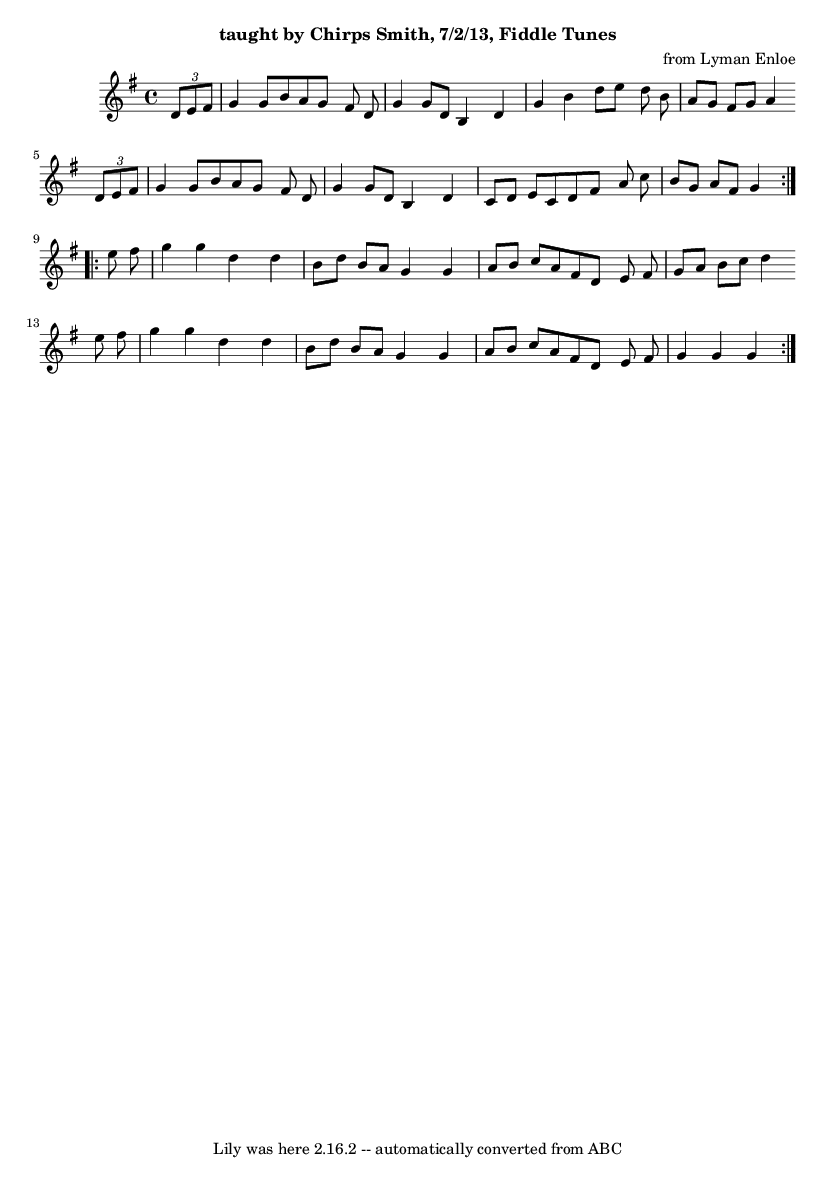 taught by Chirps Smith, 7/2/13, Fiddle Tunes
from Lyman Enloe
3
5
3
9
13
Lily was here 2.16.2 -- automatically converted from ABC